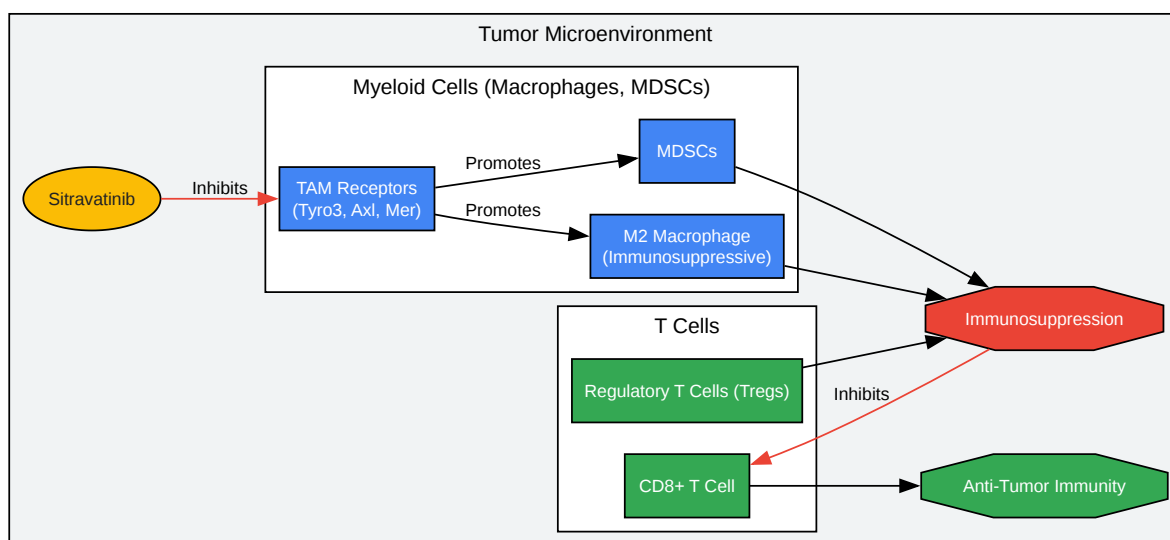 Tumor Microenvironment
Myeloid Cells (Macrophages, MDSCs)
Sitravatinib
Inhibits
TAM Receptors
(Tyro3, Axl, Mer)
Promotes
MDSCs
Promotes
M2 Macrophage
(Immunosuppressive)
Immunosuppression
T Cells
Regulatory T Cells (Tregs)
Inhibits
CD8+ T Cell
Anti-Tumor Immunity